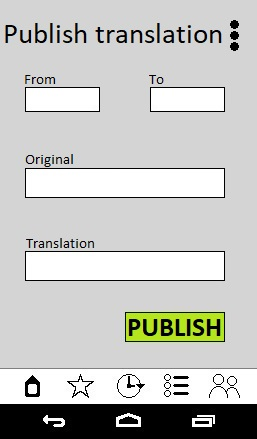 Publish translation
From To
Original
Translation
PUBLISH